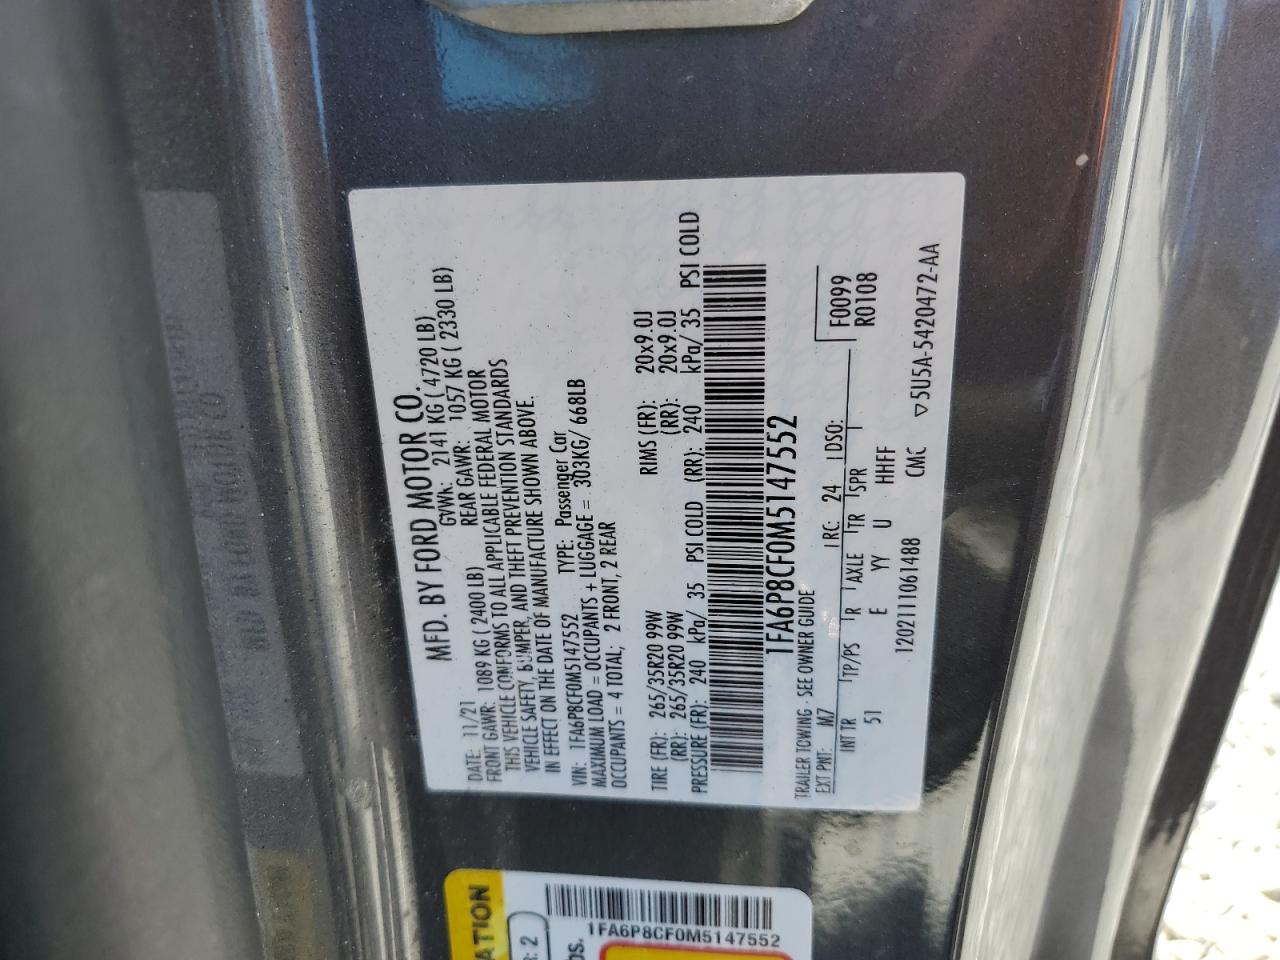 MFD. BY FORD MOTOR CO.
DATE: 11/21 GVWR: 2141 KG ( 4720 LB)
FRONT GAWR: 1089 KG ( 2400 LB) REAR GAWR: 1057 KG ( 2330 LB)
THIS VEHICLE CONFORMS TO ALL APPLICABLE FEDERAL MOTOR
VEHICLE SAFETY, BUMPER, AND THEFT PREVENTION STANDARDS
IN EFFECT ON THE DATE OF MANUFACTURE SHOWN ABOVE.
VIN: 1FA6P8CF0M5147552 TYPE: Passenger Car
MAXIMUM LOAD = OCCUPANTS + LUGGAGE = 303KG/ 668LB
OCCUPANTS = 4 TOTAL; 2 FRONT, 2 REAR
TIRE (FR): 265/35R20 99W RIMS (FR): 20x9.0J
(RR): 265/35R20 99W (RR): 20x9.0J
PRESSURE (FR): 240 kPa/ 35 PSI COLD (RR): 240 kPa/ 35 PSI COLD
1FA6P8CF0M5147552
TRAILER TOWING - SEE OWNER GUIDE
F0099
R0108
EXT PNT: M7 RC: 24 DSO:
INT TR TP/PS R AXLE TR SPR
51 E YY U HHFF
12021111061488 CMC ▽5U5A-5420472-AA
1FA6P8CF0M5147552